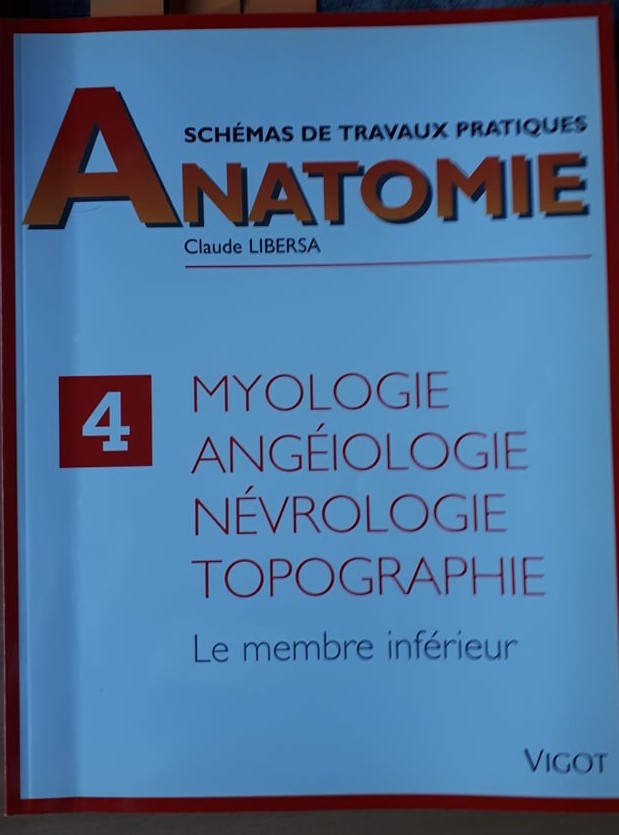 SCHÉMAS DE TRAVAUX PRATIQUES
ANATOMIE
Claude LIBERSA
4
MYOLOGIE
ANGÉIOLOGIE
NÉVROLOGIE
TOPOGRAPHIE
Le membre inférieur
VIGOT